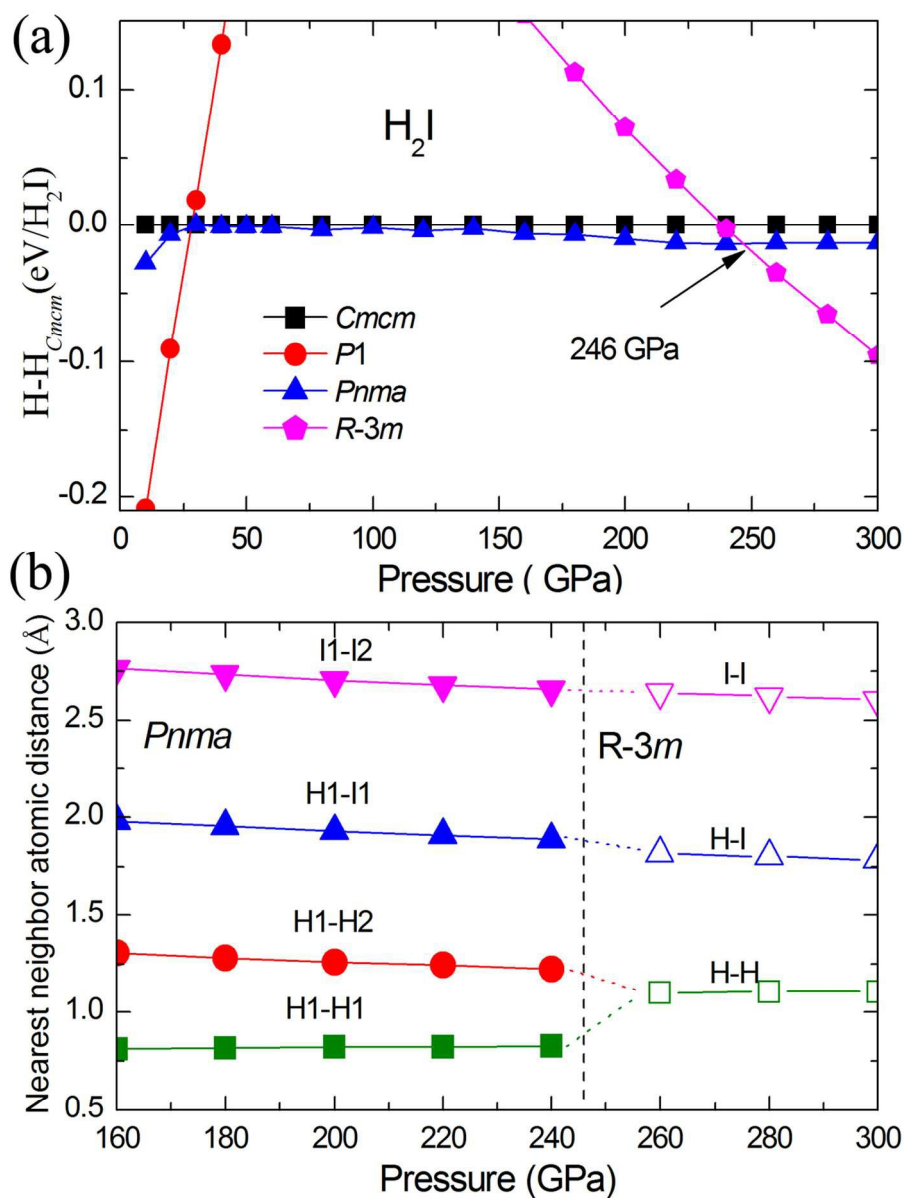 (a)
H-H_Cmcm (eV/H₂I)
0.1
0.0
-0.1
-0.2
H₂I
Cmcm
P1
Pnma
R-3m
246 GPa
0 50 100 150 200 250 300
Pressure ( GPa)
(b)
Nearest neighbor atomic distance (Å)
3.0
2.5
2.0
1.5
1.0
0.5
I1-I2
I-I
Pnma
R-3m
H1-I1
H-I
H1-H2
H-H
H1-H1
160 180 200 220 240 260 280 300
Pressure (GPa)